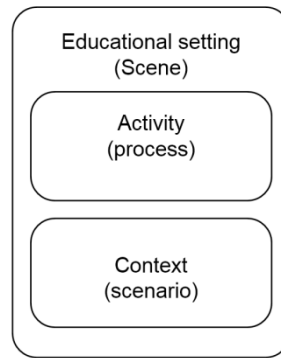 Educational setting
(Scene)
Activity
(process)
Context
(scenario)